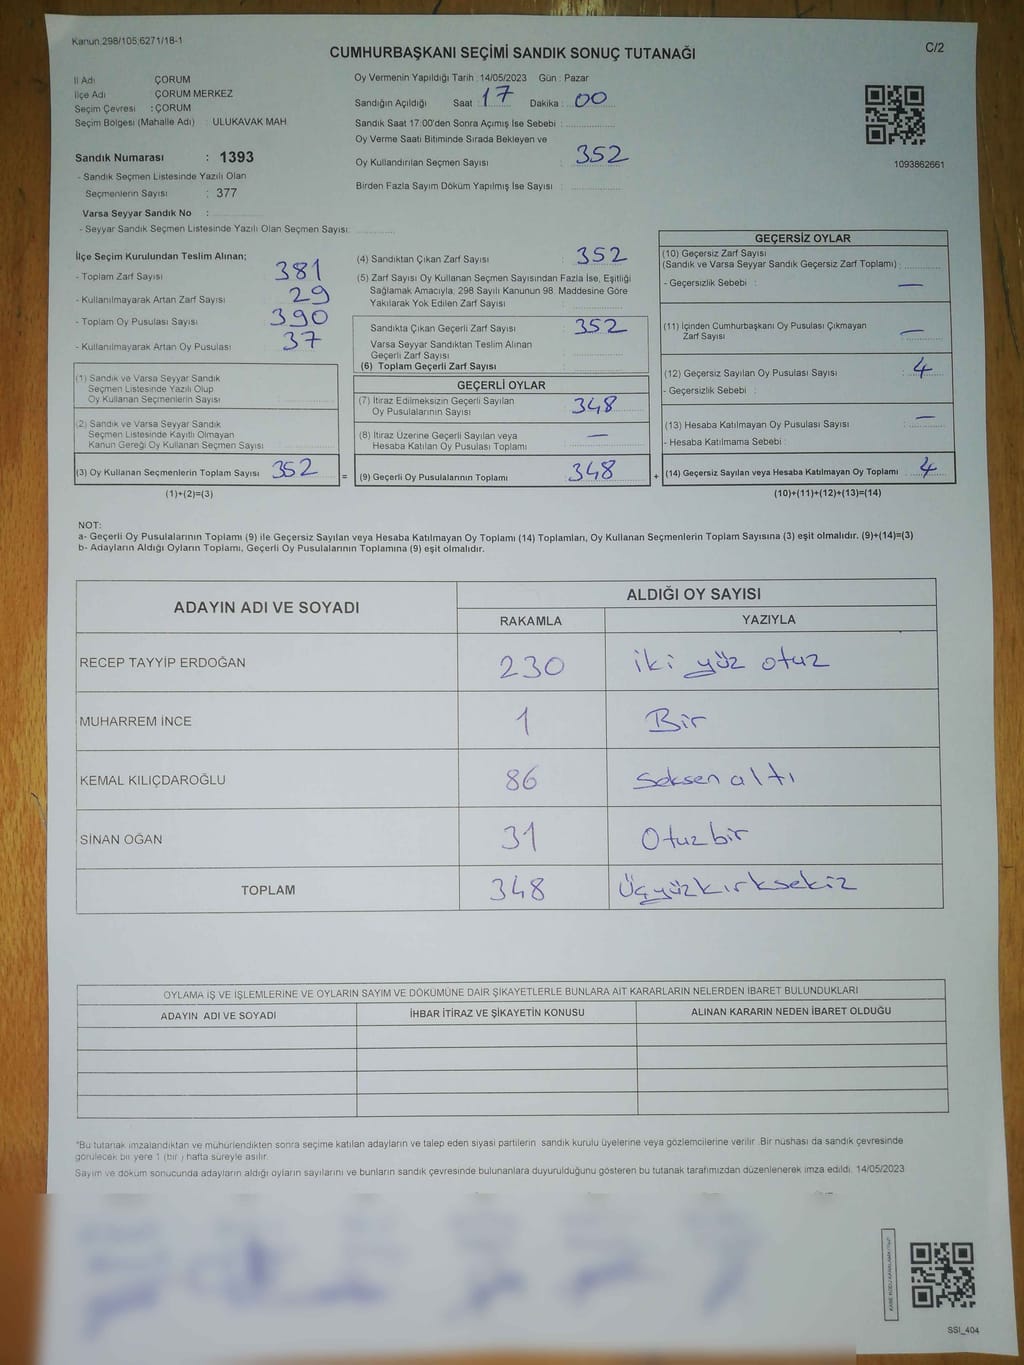 Kanun:298/105;6271/18-1
CUMHURBAŞKANI SEÇİMİ SANDIK SONUÇ TUTANAĞI
C/2
İl Adı : ÇORUM
İlçe Adı : ÇORUM MERKEZ
Seçim Çevresi : ÇORUM
Seçim Bölgesi (Mahalle Adı) : ULUKAVAK MAH.
Sandık Numarası : 1393
- Sandık Seçmen Listesinde Yazılı Olan
Seçmenlerin Sayısı : 377
Varsa Seyyar Sandık No :
- Seyyar Sandık Seçmen Listesinde Yazılı Olan Seçmen Sayısı:
Oy Vermenin Yapıldığı Tarih : 14/05/2023 Gün : Pazar
Sandığın Açıldığı Saat : 17 Dakika : 00
Sandık Saat 17:00'den Sonra Açımış İse Sebebi :
Oy Verme Saati Bitiminde Sırada Bekleyen ve
Oy Kullandırılan Seçmen Sayısı : 352
Birden Fazla Sayım Döküm Yapılmış İse Sayısı :
1093862661
İlçe Seçim Kurulundan Teslim Alınan;
- Toplam Zarf Sayısı : 381
- Kullanılmayarak Artan Zarf Sayısı : 29
- Toplam Oy Pusulası Sayısı : 390
- Kullanılmayarak Artan Oy Pusulası : 37
(1) Sandık ve Varsa Seyyar Sandık
Seçmen Listesinde Yazılı Olup
Oy Kullanan Seçmenlerin Sayısı :
(2) Sandık ve Varsa Seyyar Sandık
Seçmen Listesinde Kayıtlı Olmayan
Kanun Gereği Oy Kullanan Seçmen Sayısı :
(3) Oy Kullanan Seçmenlerin Toplam Sayısı : 352
(1)+(2)=(3)
=
(4) Sandıktan Çıkan Zarf Sayısı : 352
(5) Zarf Sayısı Oy Kullanan Seçmen Sayısından Fazla İse, Eşitliği
Sağlamak Amacıyla, 298 Sayılı Kanunun 98. Maddesine Göre
Yakılarak Yok Edilen Zarf Sayısı :
Sandıkta Çıkan Geçerli Zarf Sayısı : 352
Varsa Seyyar Sandıktan Teslim Alınan
Geçerli Zarf Sayısı :
(6) Toplam Geçerli Zarf Sayısı :
GEÇERLİ OYLAR
(7) İtiraz Edilmeksizin Geçerli Sayılan
Oy Pusulalarının Sayısı : 348
(8) İtiraz Üzerine Geçerli Sayılan veya
Hesaba Katılan Oy Pusulası Toplamı : —
(9) Geçerli Oy Pusulalarının Toplamı : 348
+
GEÇERSİZ OYLAR
(10) Geçersiz Zarf Sayısı
(Sandık ve Varsa Seyyar Sandık Geçersiz Zarf Toplamı) :
- Geçersizlik Sebebi : —
(11) İçinden Cumhurbaşkanı Oy Pusulası Çıkmayan
Zarf Sayısı : —
(12) Geçersiz Sayılan Oy Pusulası Sayısı : 4
- Geçersizlik Sebebi :
(13) Hesaba Katılmayan Oy Pusulası Sayısı : —
- Hesaba Katılmama Sebebi :
(14) Geçersiz Sayılan veya Hesaba Katılmayan Oy Toplamı : 4
(10)+(11)+(12)+(13)=(14)
NOT:
a- Geçerli Oy Pusulalarının Toplamı (9) ile Geçersiz Sayılan veya Hesaba Katılmayan Oy Toplamı (14) Toplamları, Oy Kullanan Seçmenlerin Toplam Sayısına (3) eşit olmalıdır. (9)+(14)=(3)
b- Adayların Aldığı Oyların Toplamı, Geçerli Oy Pusulalarının Toplamına (9) eşit olmalıdır.
ADAYIN ADI VE SOYADI
ALDIĞI OY SAYISI
RAKAMLA YAZIYLA
RECEP TAYYİP ERDOĞAN 230 iki yüz otuz
MUHARREM İNCE 1 Bir
KEMAL KILIÇDAROĞLU 86 Seksen altı
SİNAN OĞAN 31 Otuzbir
TOPLAM 348 Üçyüzkırksekiz
OYLAMA İŞ VE İŞLEMLERİNE VE OYLARIN SAYIM VE DÖKÜMÜNE DAİR ŞİKAYETLERLE BUNLARA AİT KARARLARIN NELERDEN İBARET BULUNDUKLARI
ADAYIN ADI VE SOYADI İHBAR İTİRAZ VE ŞİKAYETİN KONUSU ALINAN KARARIN NEDEN İBARET OLDUĞU
*Bu tutanak imzalandıktan ve mühürlendikten sonra seçime katılan adayların ve talep eden siyasi partilerin sandık kurulu üyelerine veya gözlemcilerine verilir. Bir nüshası da sandık çevresinde
görülecek bir yere 1 (bir ) hafta süreyle asılır.
Sayım ve döküm sonucunda adayların aldığı oyların sayılarını ve bunların sandık çevresinde bulunanlara duyurulduğunu gösteren bu tutanak tarafımızdan düzenlenerek imza edildi. 14/05/2023
SSI_404